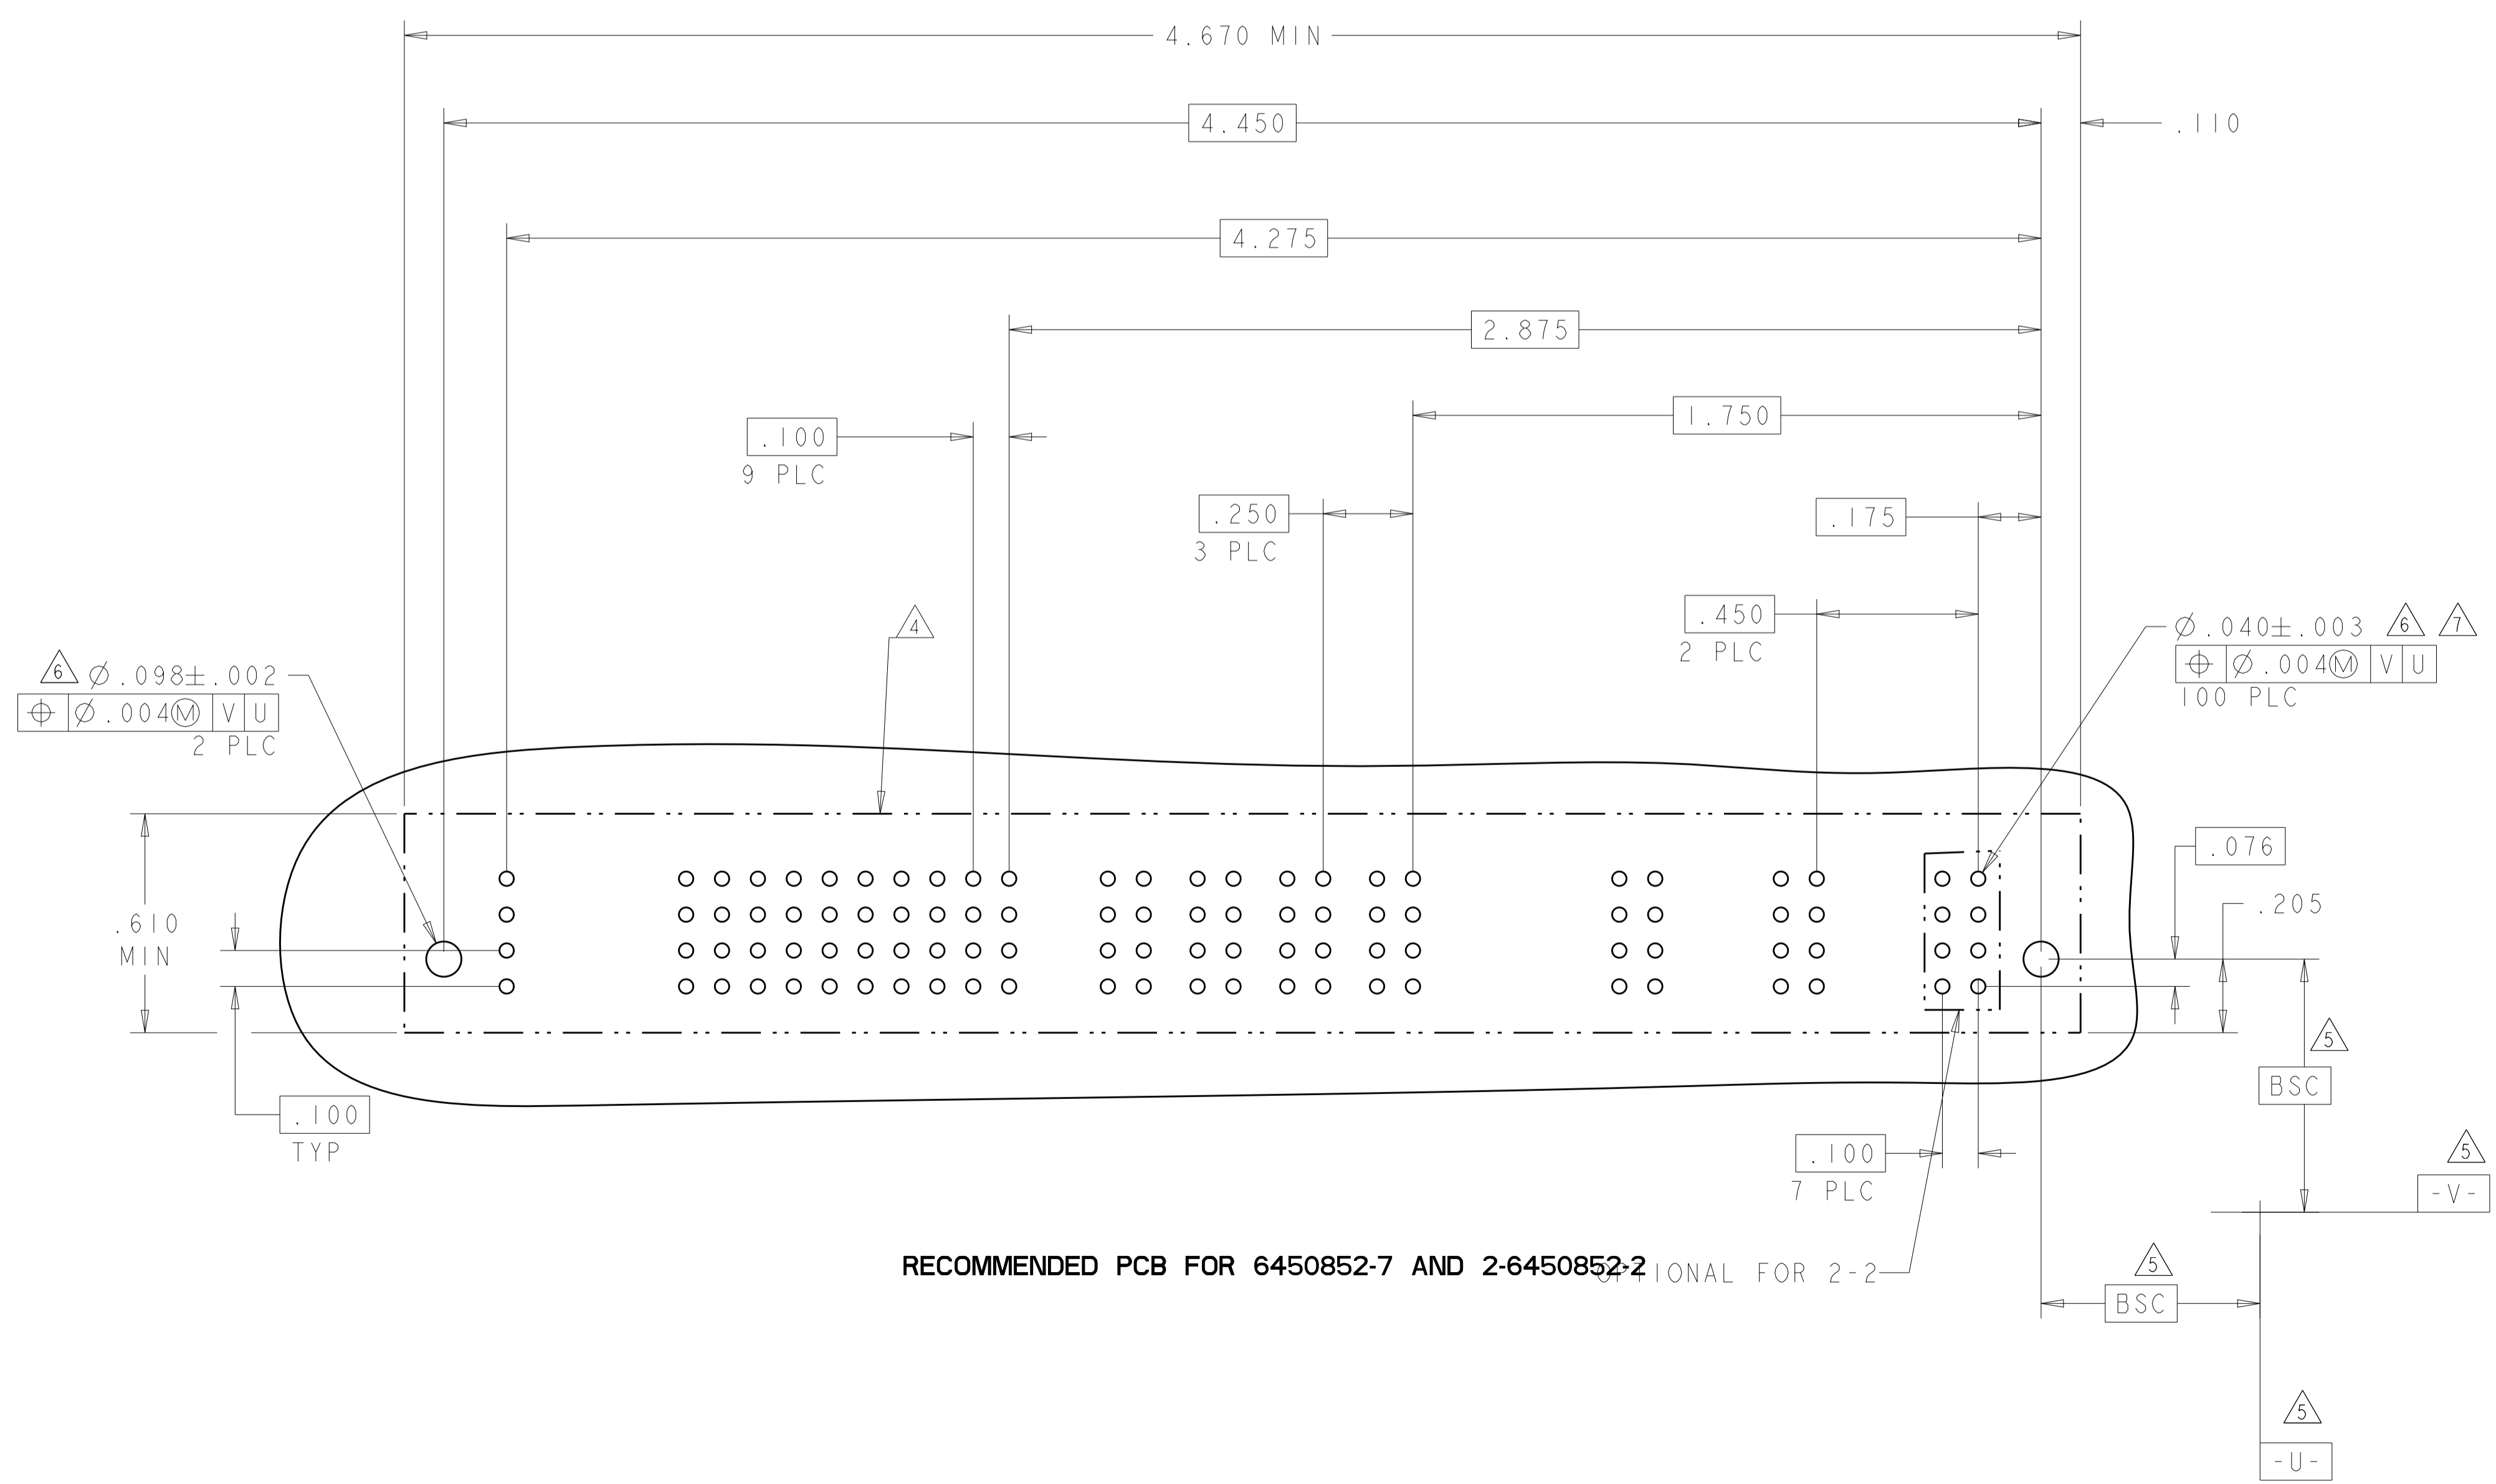 4.670 MIN
4.450
.110
4.275
2.875
1.750
.100
9 PLC
.250
3 PLC
.175
.450
2 PLC
4
6 Ø.098±.002
⌖ Ø.004Ⓜ V U
2 PLC
Ø.040±.003 6 7
⌖ Ø.004Ⓜ V U
100 PLC
.076
.205
.610
MIN
5
BSC
.100
TYP
.100
7 PLC
5
-V-
RECOMMENDED PCB FOR 6450852-7 AND 2-6450852-2
OPTIONAL FOR 2-2
5
BSC
5
-U-